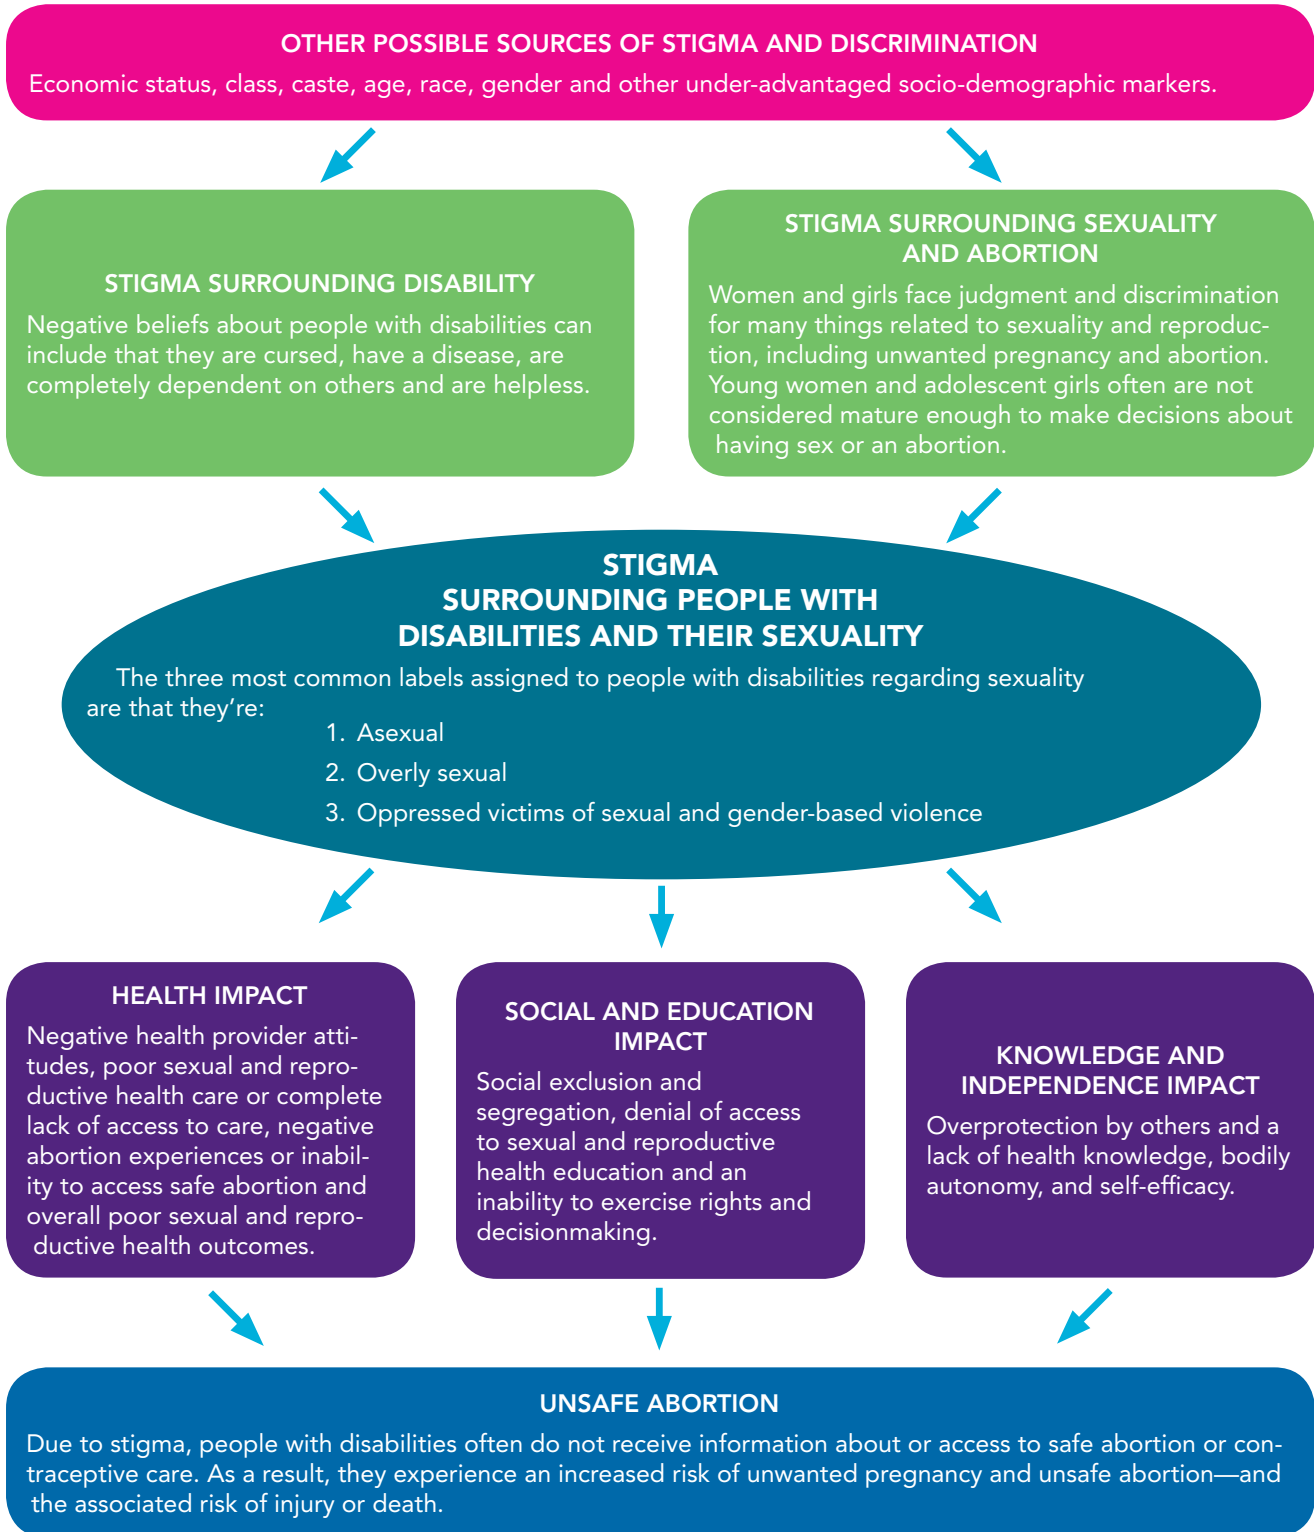 OTHER POSSIBLE SOURCES OF STIGMA AND DISCRIMINATION
Economic status, class, caste, age, race, gender and other under-advantaged socio-demographic markers.
STIGMA SURROUNDING DISABILITY
Negative beliefs about people with disabilities can
include that they are cursed, have a disease, are
completely dependent on others and are helpless.
STIGMA SURROUNDING SEXUALITY
AND ABORTION
Women and girls face judgment and discrimination
for many things related to sexuality and reproduc-
tion, including unwanted pregnancy and abortion.
Young women and adolescent girls often are not
considered mature enough to make decisions about
having sex or an abortion.
STIGMA
SURROUNDING PEOPLE WITH
DISABILITIES AND THEIR SEXUALITY
The three most common labels assigned to people with disabilities regarding sexuality
are that they’re:
1. Asexual
2. Overly sexual
3. Oppressed victims of sexual and gender-based violence
HEALTH IMPACT
Negative health provider atti-
tudes, poor sexual and repro-
ductive health care or complete
lack of access to care, negative
abortion experiences or inabil-
ity to access safe abortion and
overall poor sexual and repro-
ductive health outcomes.
SOCIAL AND EDUCATION
IMPACT
Social exclusion and
segregation, denial of access
to sexual and reproductive
health education and an
inability to exercise rights and
decisionmaking.
KNOWLEDGE AND
INDEPENDENCE IMPACT
Overprotection by others and a
lack of health knowledge, bodily
autonomy, and self-efficacy.
UNSAFE ABORTION
Due to stigma, people with disabilities often do not receive information about or access to safe abortion or con-
traceptive care. As a result, they experience an increased risk of unwanted pregnancy and unsafe abortion—and
the associated risk of injury or death.